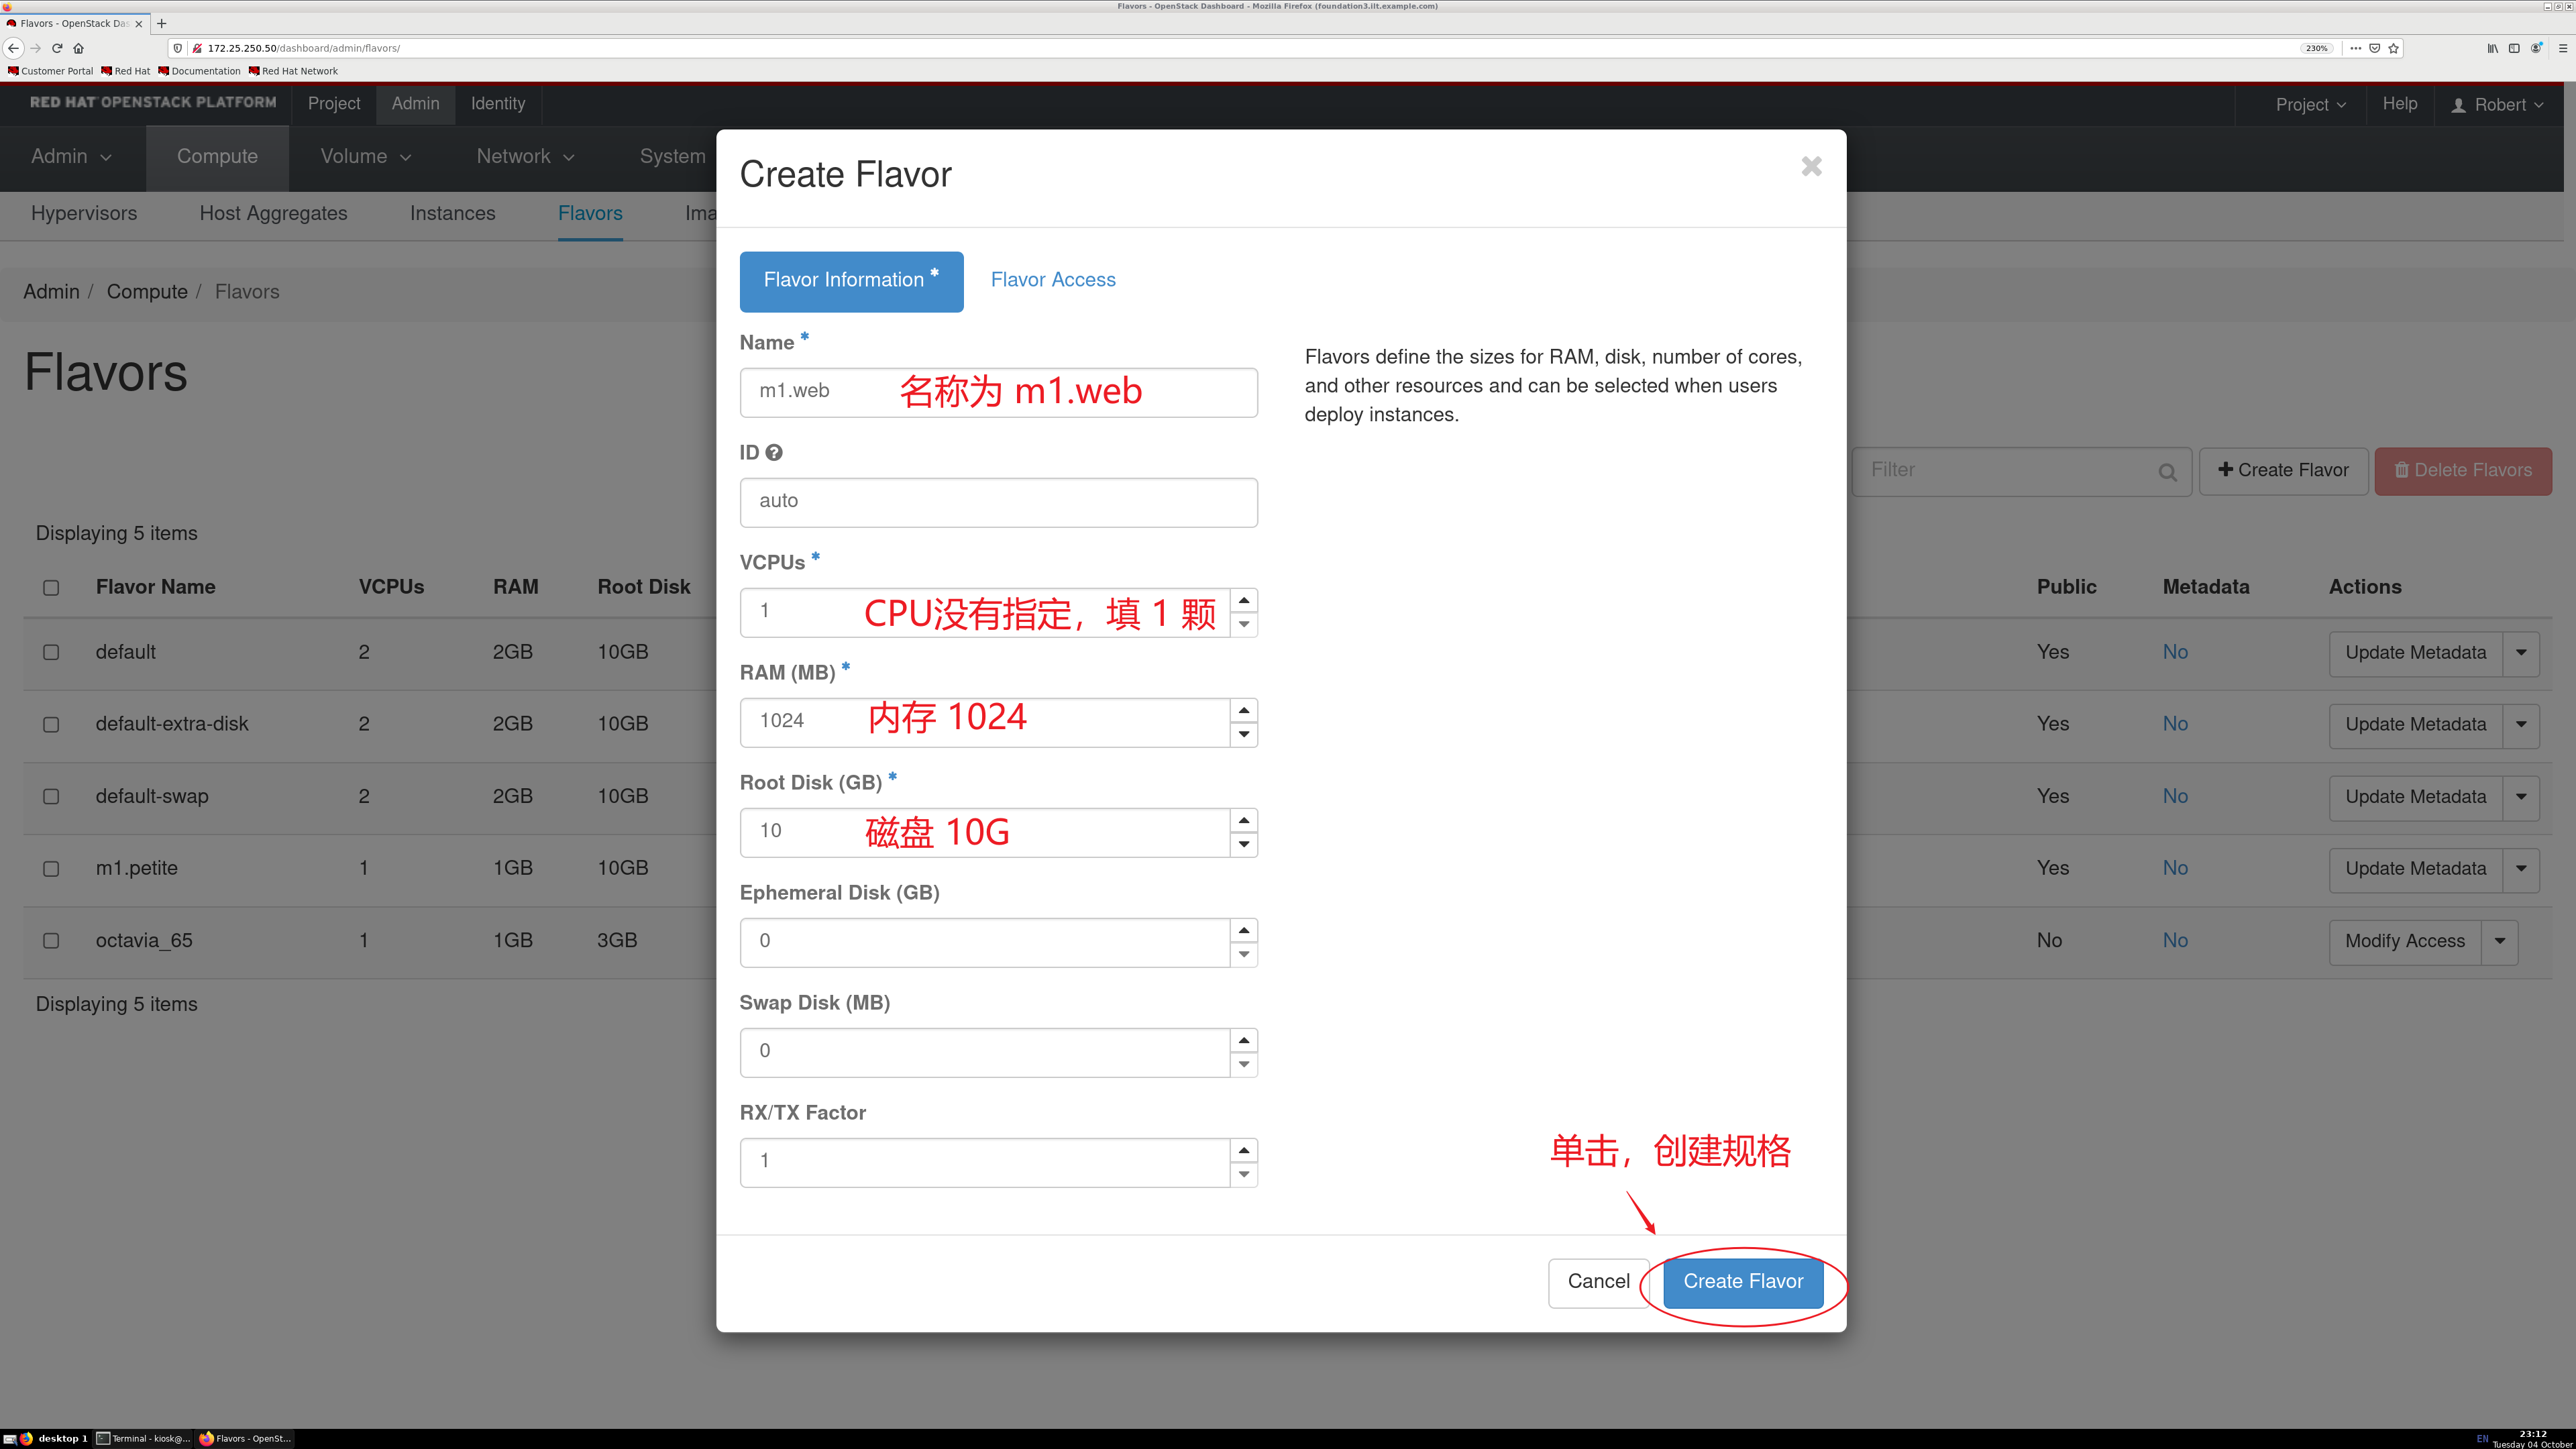 Flavors - OpenStack Dashboard - Mozilla Firefox (foundation3.ilt.example.com)
Flavors - OpenStack Das
172.25.250.50/dashboard/admin/flavors/
230%
Customer Portal Red Hat Documentation Red Hat Network
RED HAT OPENSTACK PLATFORM Project Admin Identity Project Help Robert
Admin Compute Volume Network System
Hypervisors Host Aggregates Instances Flavors Ima
Admin / Compute / Flavors
Flavors
Filter Create Flavor Delete Flavors
Displaying 5 items
Flavor Name VCPUs RAM Root Disk Public Metadata Actions
default 2 2GB 10GB Yes No Update Metadata
default-extra-disk 2 2GB 10GB Yes No Update Metadata
default-swap 2 2GB 10GB Yes No Update Metadata
m1.petite 1 1GB 10GB Yes No Update Metadata
octavia_65 1 1GB 3GB No No Modify Access
Displaying 5 items
Create Flavor
Flavor Information * Flavor Access
Name *
m1.web 名称为 m1.web
Flavors define the sizes for RAM, disk, number of cores,
and other resources and can be selected when users
deploy instances.
ID
auto
VCPUs *
1 CPU没有指定，填 1 颗
RAM (MB) *
1024 内存 1024
Root Disk (GB) *
10 磁盘 10G
Ephemeral Disk (GB)
0
Swap Disk (MB)
0
RX/TX Factor
1
单击，创建规格
Cancel Create Flavor
desktop 1 Terminal - kiosk@... Flavors - OpenSt... EN 23:12
Tuesday 04 October